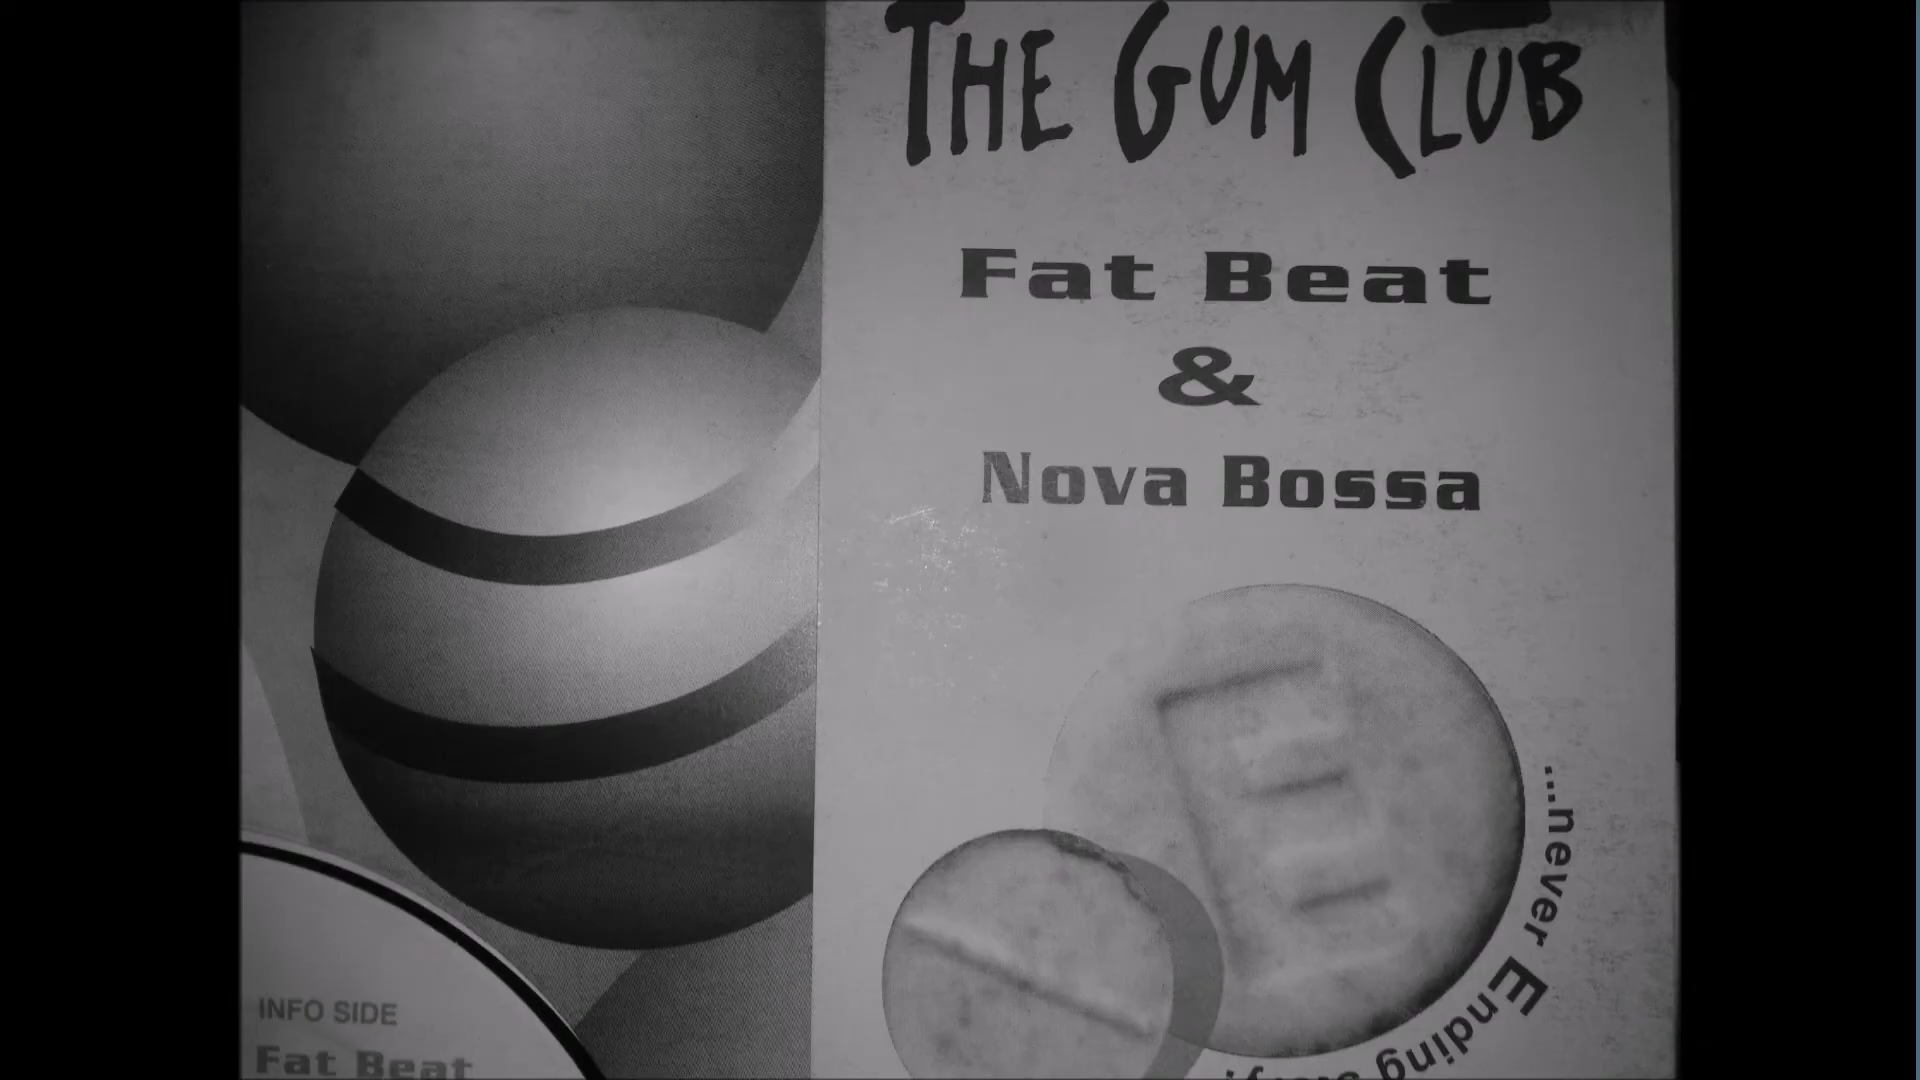 THE GUM CLUB
Fat Beat
&
Nova Bossa
...never Ending
INFO SIDE
Fat Beat